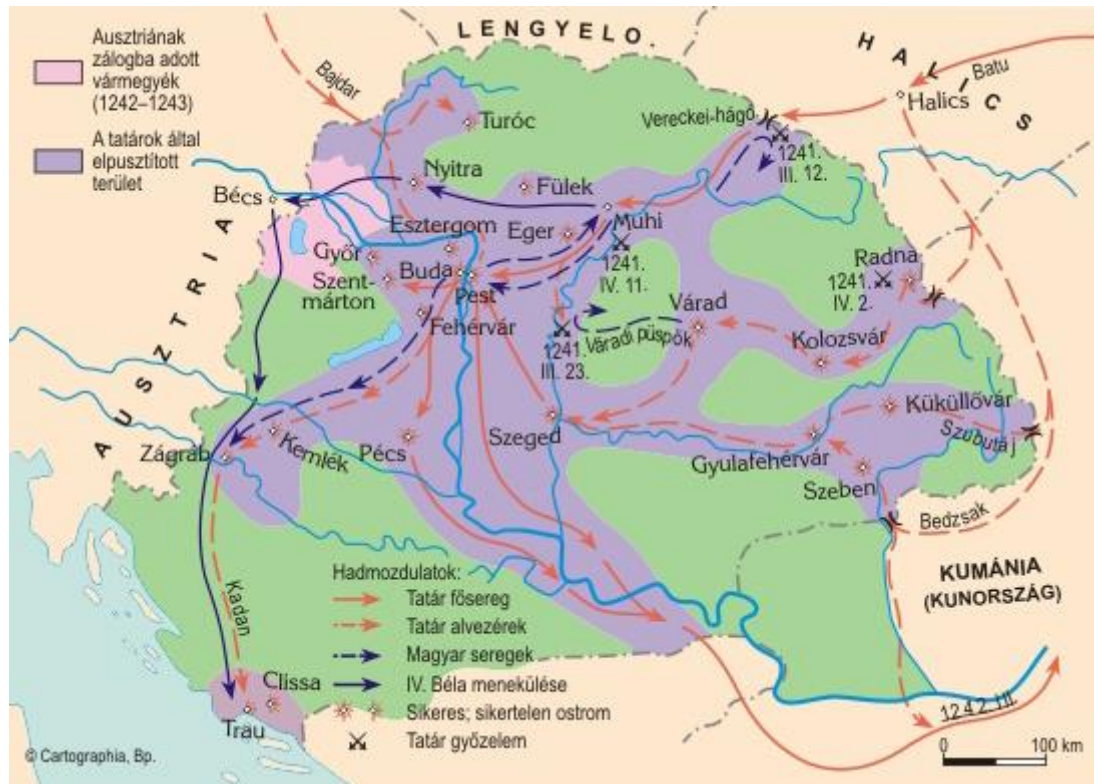 Ausztriának
zálogba adott
vármegyék
(1242–1243)
A tatárok által
elpusztított
terület
LENGYELO.
HALICS
Batu
Halics
Bajdar
Turóc
Vereckei-hágó
1241.
III. 12.
Nyitra
Fülek
Bécs
Esztergom
Eger
Muhi
1241.
IV. 11.
Győr
Buda
Szent-
márton
Pest
Radna
1241.
IV. 2.
Várad
Fehérvár
Váradi püspök
1241.
III. 23.
Kolozsvár
AUSZTRIA
Küküllővár
Szubutáj
Szeged
Kemlék
Pécs
Zágráb
Gyulafehérvár
Szeben
Bedzsak
KUMÁNIA
(KUNORSZÁG)
Kadan
Hadmozdulatok:
Tatár fősereg
Tatár alvezérek
Magyar seregek
IV. Béla menekülése
Sikeres; sikertelen ostrom
Tatár győzelem
Clissa
Trau
1242. III.
0 100 km
© Cartographia, Bp.